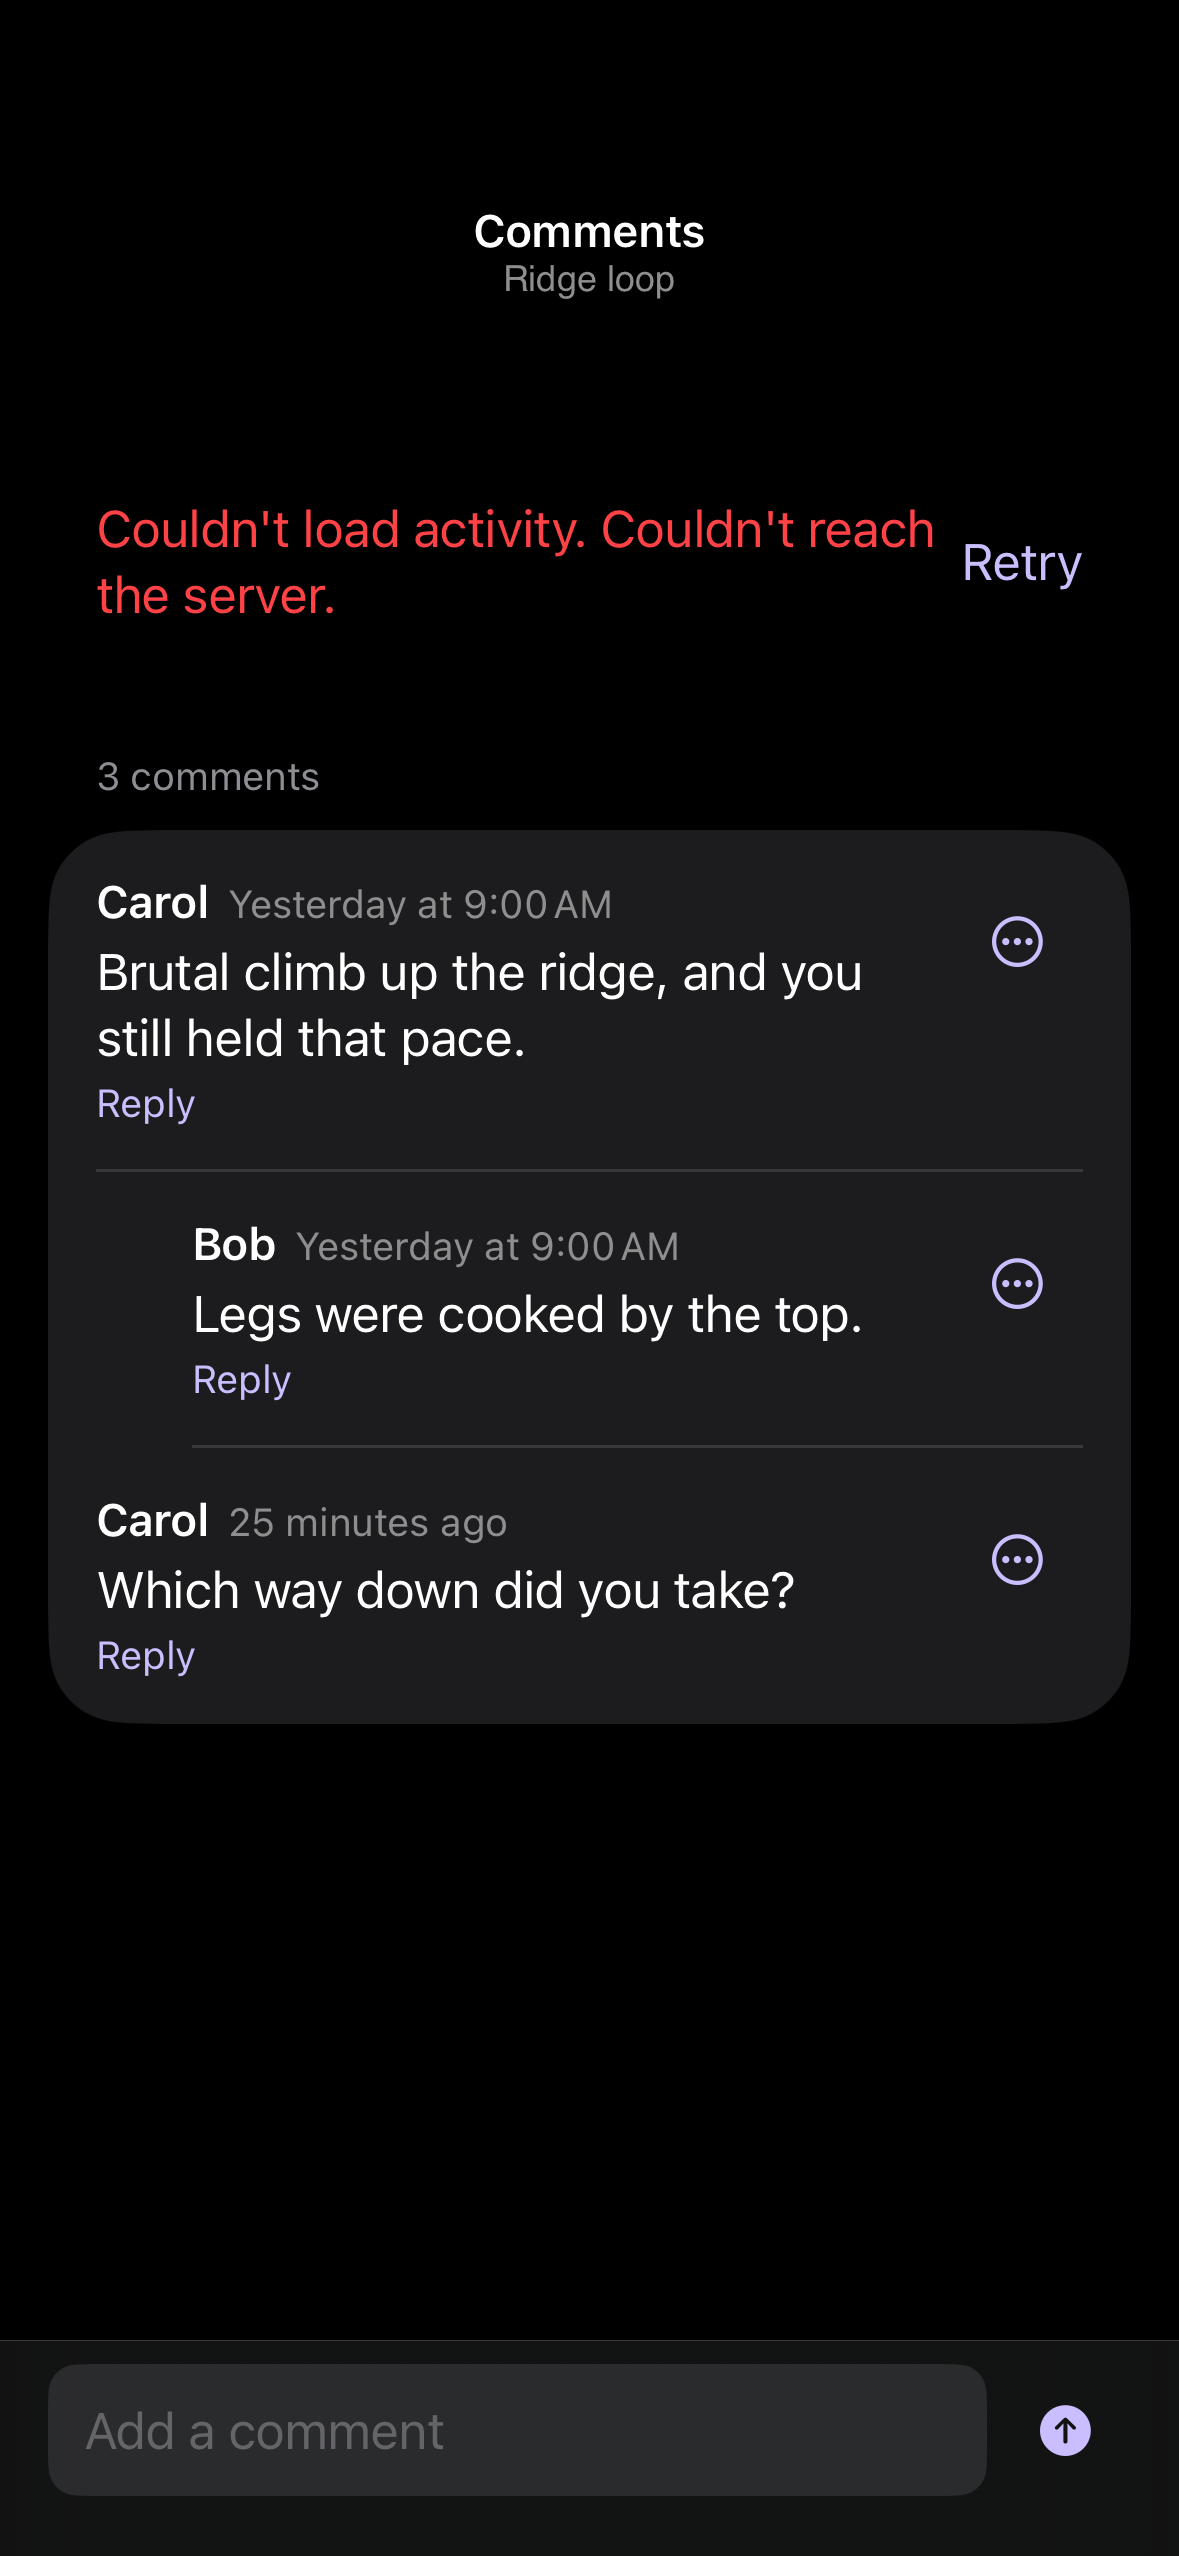 Comments
Ridge loop
Couldn't load activity. Couldn't reach
the server.
Retry
3 comments
Carol Yesterday at 9:00 AM
Brutal climb up the ridge, and you
still held that pace.
Reply
Bob Yesterday at 9:00 AM
Legs were cooked by the top.
Reply
Carol 25 minutes ago
Which way down did you take?
Reply
Add a comment